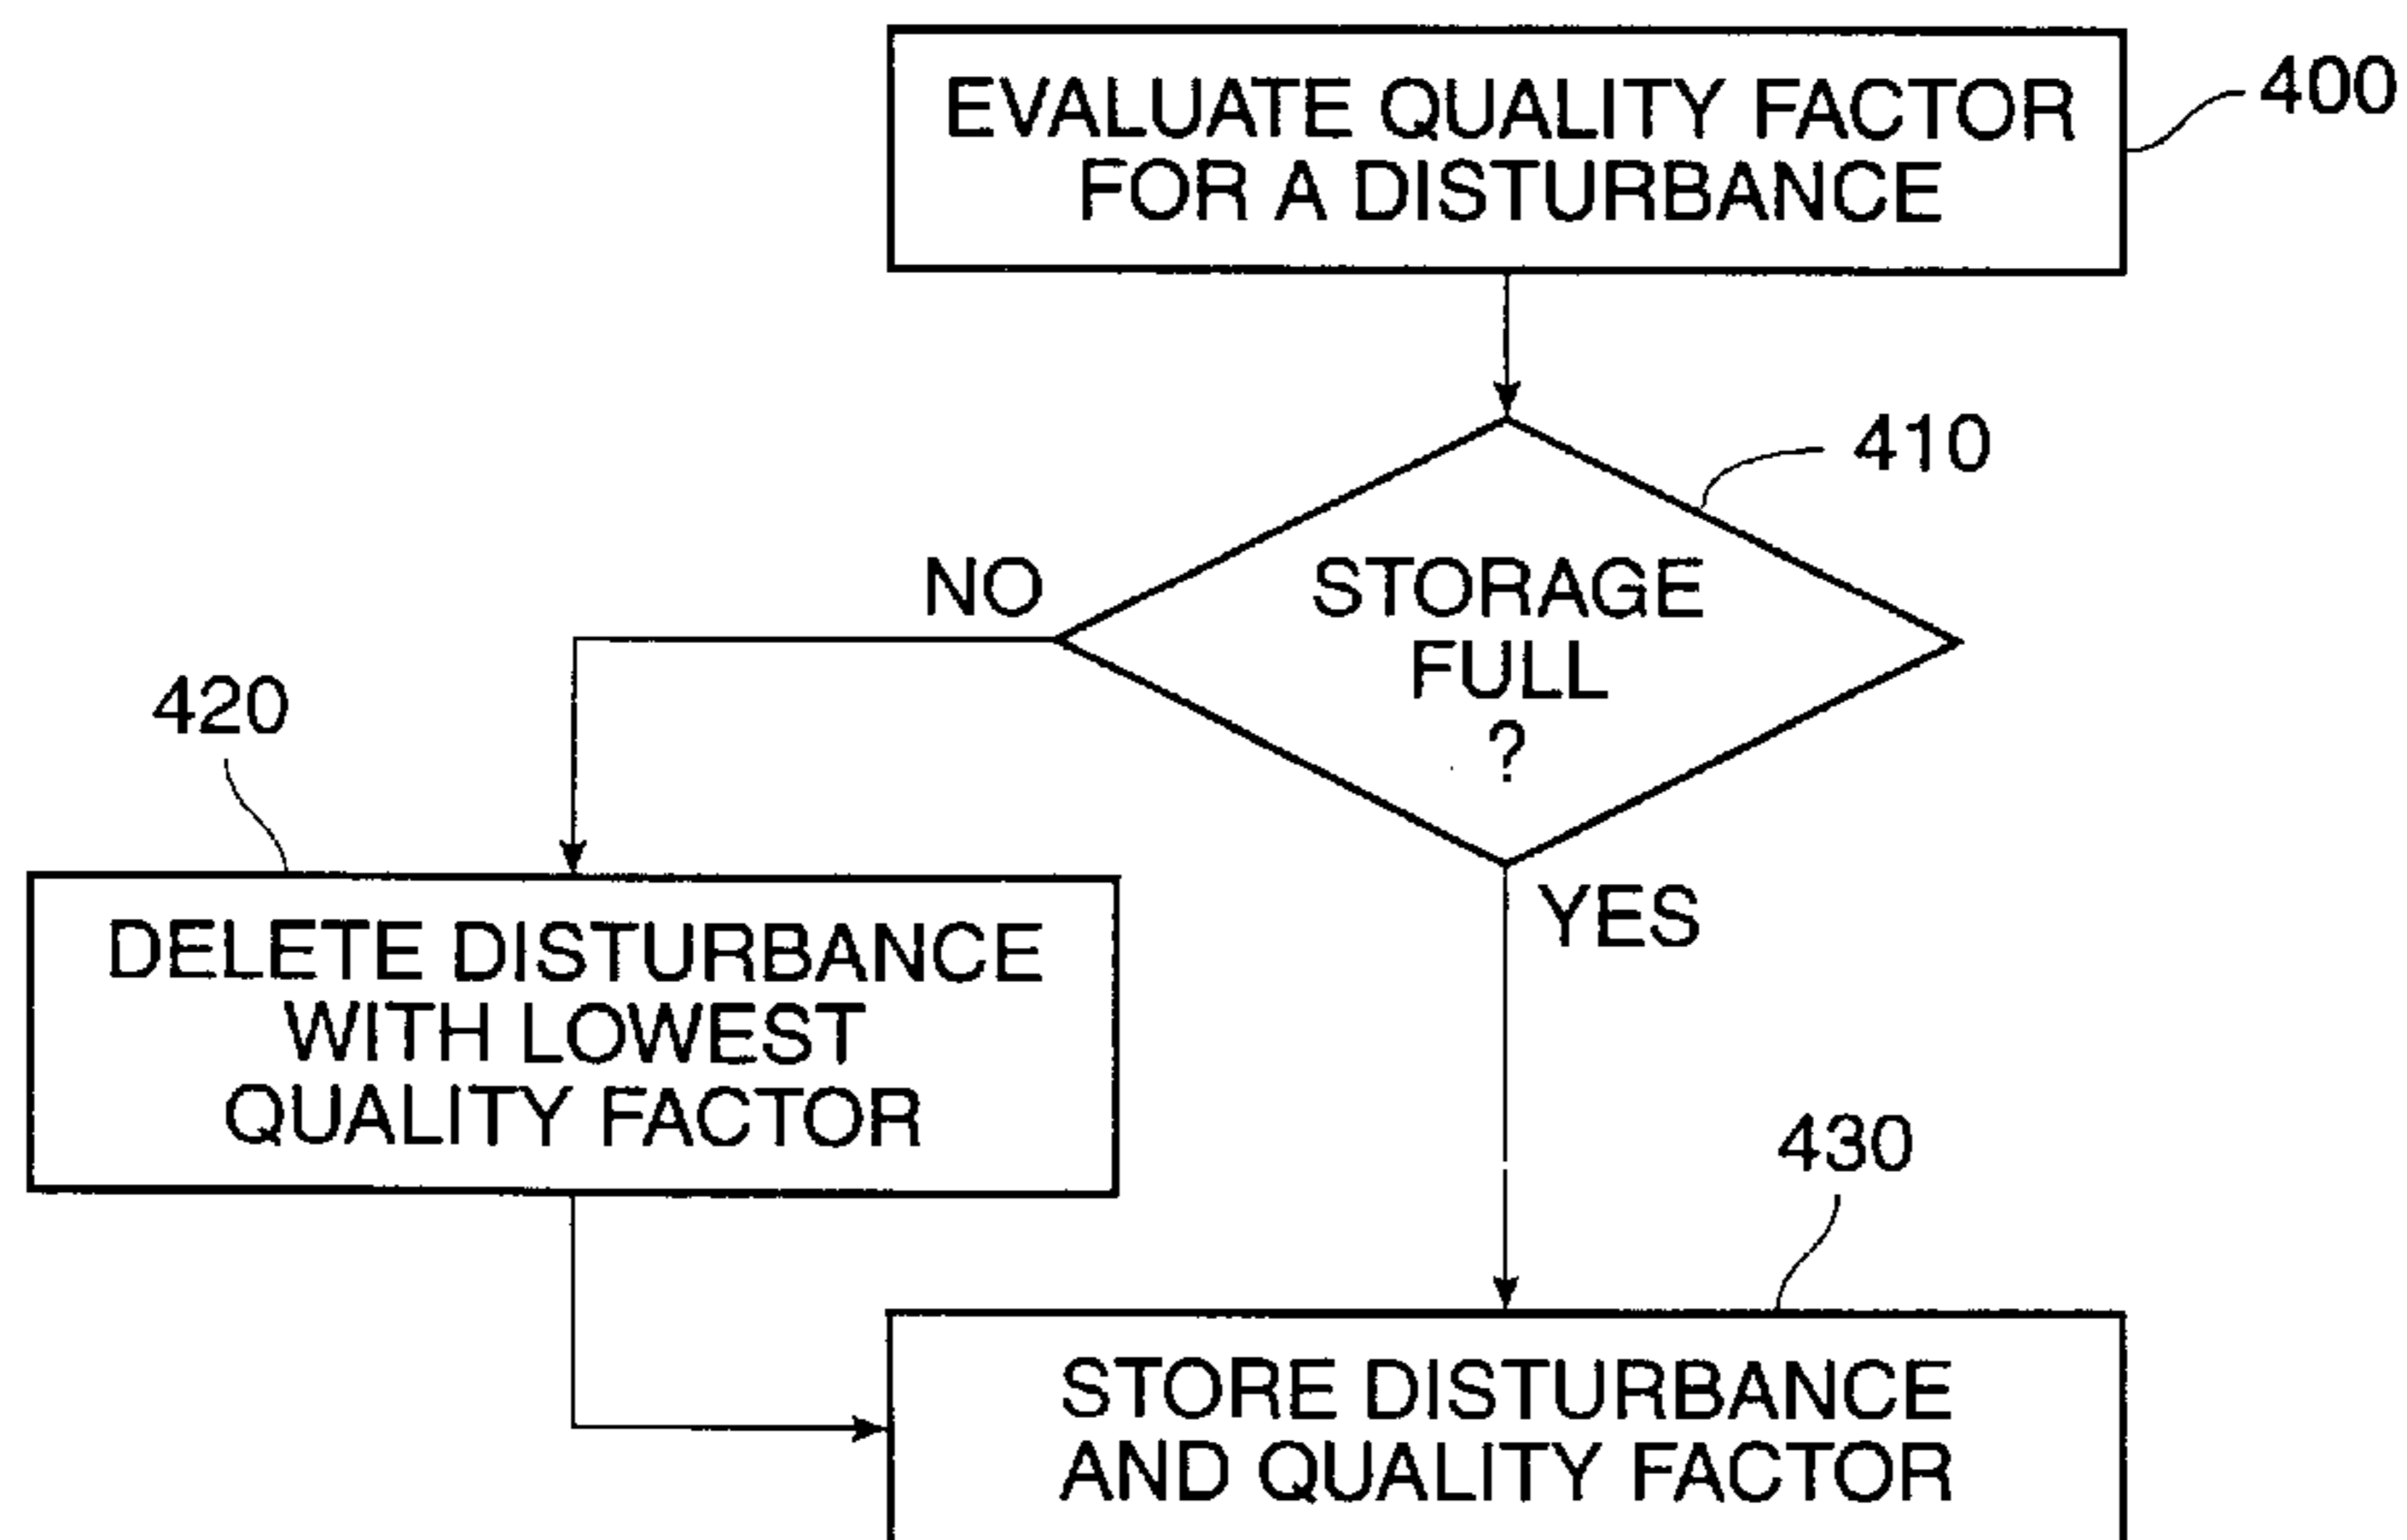 EVALUATE QUALITY FACTOR
FOR A DISTURBANCE
400
410
STORAGE
FULL
?
NO
YES
420
DELETE DISTURBANCE
WITH LOWEST
QUALITY FACTOR
430
STORE DISTURBANCE
AND QUALITY FACTOR